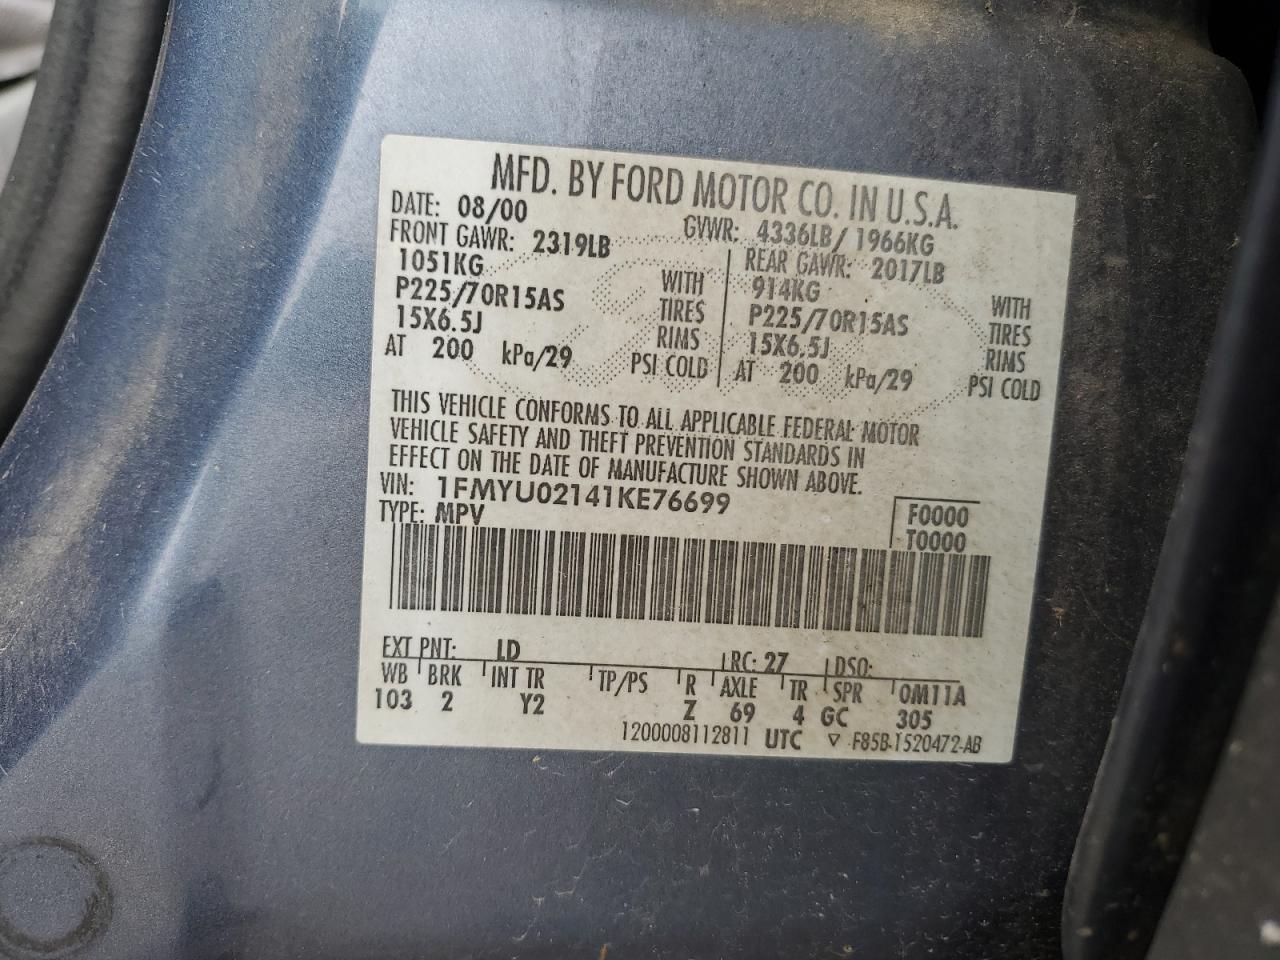 MFD. BY FORD MOTOR CO. IN U.S.A.
DATE: 08/00 GVWR: 4336LB/1966KG
FRONT GAWR: 2319LB REAR GAWR: 2017LB
1051KG WITH 914KG WITH
P225/70R15AS TIRES P225/70R15AS TIRES
15X6.5J RIMS 15X6.5J RIMS
AT 200 kPa/29 PSI COLD AT 200 kPa/29 PSI COLD
THIS VEHICLE CONFORMS TO ALL APPLICABLE FEDERAL MOTOR
VEHICLE SAFETY AND THEFT PREVENTION STANDARDS IN
EFFECT ON THE DATE OF MANUFACTURE SHOWN ABOVE.
VIN: 1FMYU02141KE76699 F0000
TYPE: MPV T0000
EXT PNT: LD RC: 27 DSO:
WB BRK INT TR TP/PS R AXLE TR SPR 0M11A
103 2 Y2 Z 69 4 GC 305
1200008112811 UTC ▽ F85B-1520472-AB